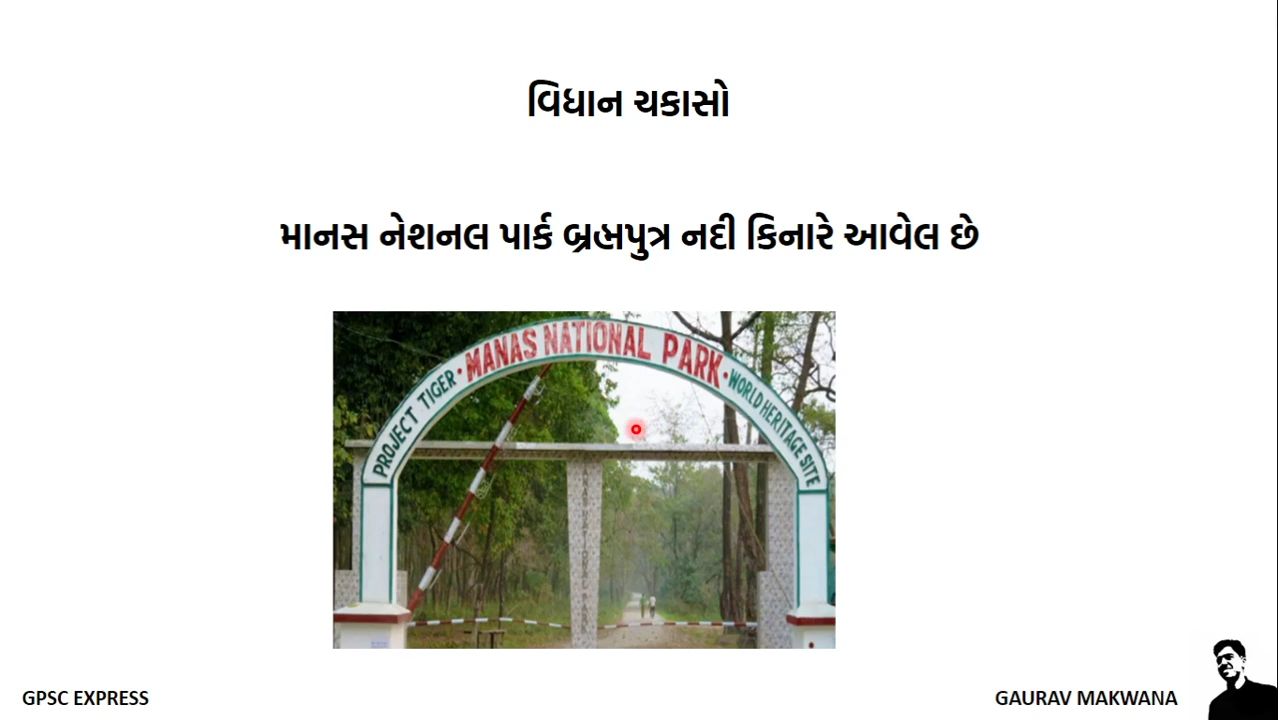 વિધાન ચકાસો
માનસ નેશનલ પાર્ક બ્રહ્મપુત્ર નદી કિનારે આવેલ છે
PROJECT TIGER • MANAS NATIONAL PARK • WORLD HERITAGE SITE
GPSC EXPRESS
GAURAV MAKWANA